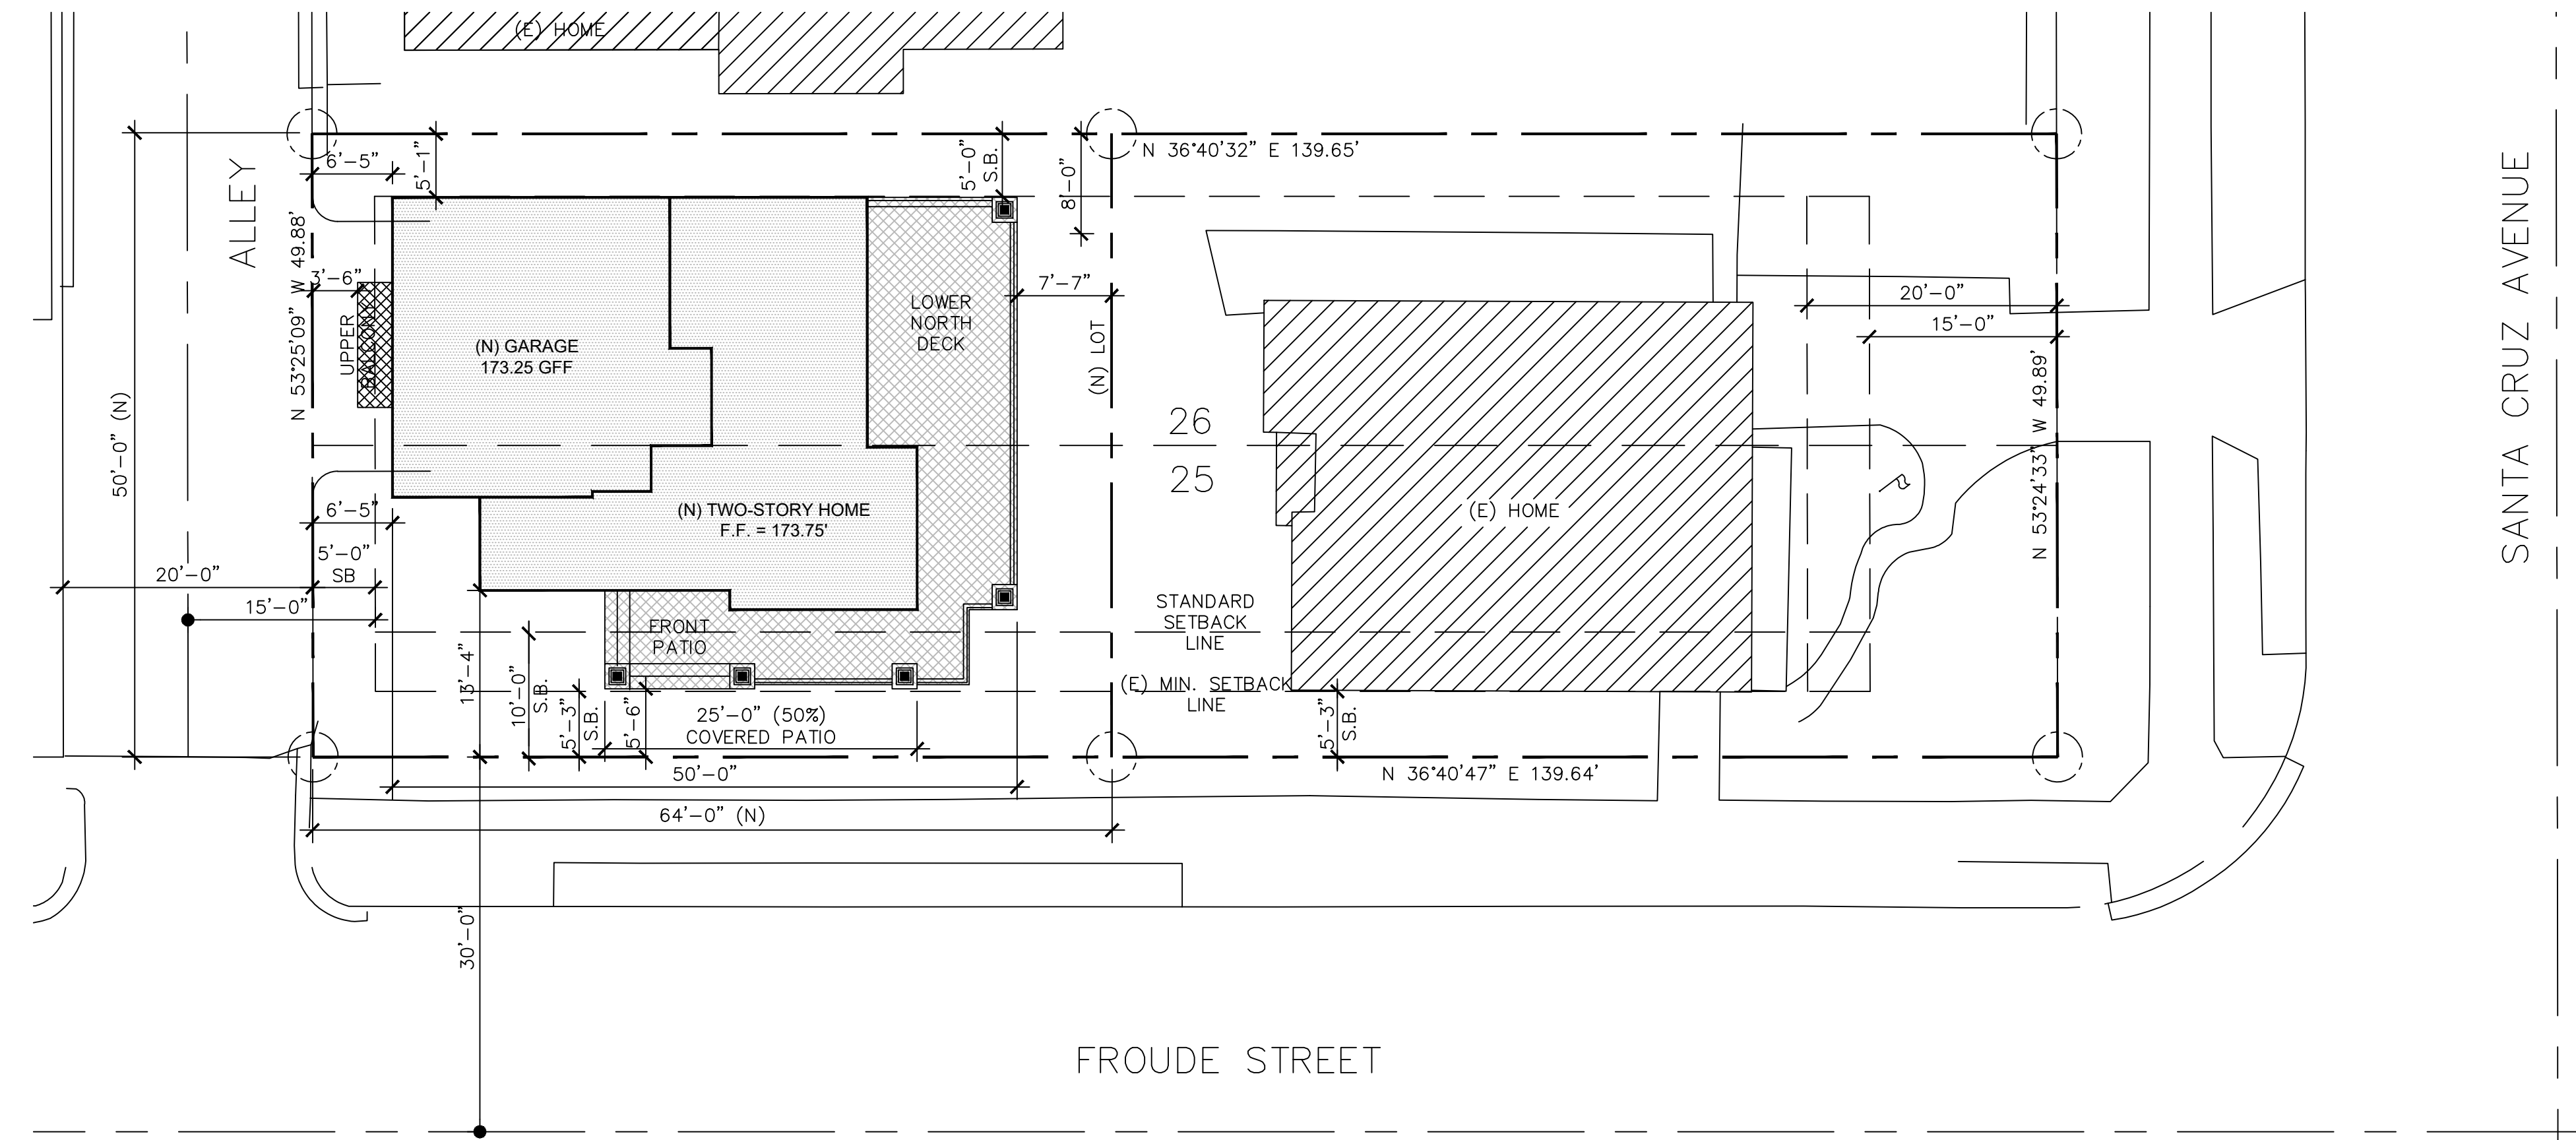 (E) HOME
N 36°40'32" E 139.65'
6'-5"
5'-1"
5'-0"
S.B.
8'-0"
ALLEY
N 53°25'09" W 49.88'
3'-6"
UPPER
BALCONY
(N) GARAGE
173.25 GFF
LOWER
NORTH
DECK
7'-7"
(N) LOT
20'-0"
15'-0"
SANTA CRUZ AVENUE
N 53°24'33" W 49.89'
50'-0" (N)
26
25
(N) TWO-STORY HOME
F.F. = 173.75'
(E) HOME
6'-5"
5'-0"
SB
20'-0"
15'-0"
STANDARD
SETBACK
LINE
FRONT
PATIO
13'-4"
10'-0"
S.B.
5'-3"
S.B.
5'-6"
25'-0" (50%)
COVERED PATIO
(E) MIN. SETBACK
LINE
5'-3"
S.B.
50'-0"
N 36°40'47" E 139.64'
64'-0" (N)
30'-0"
FROUDE STREET